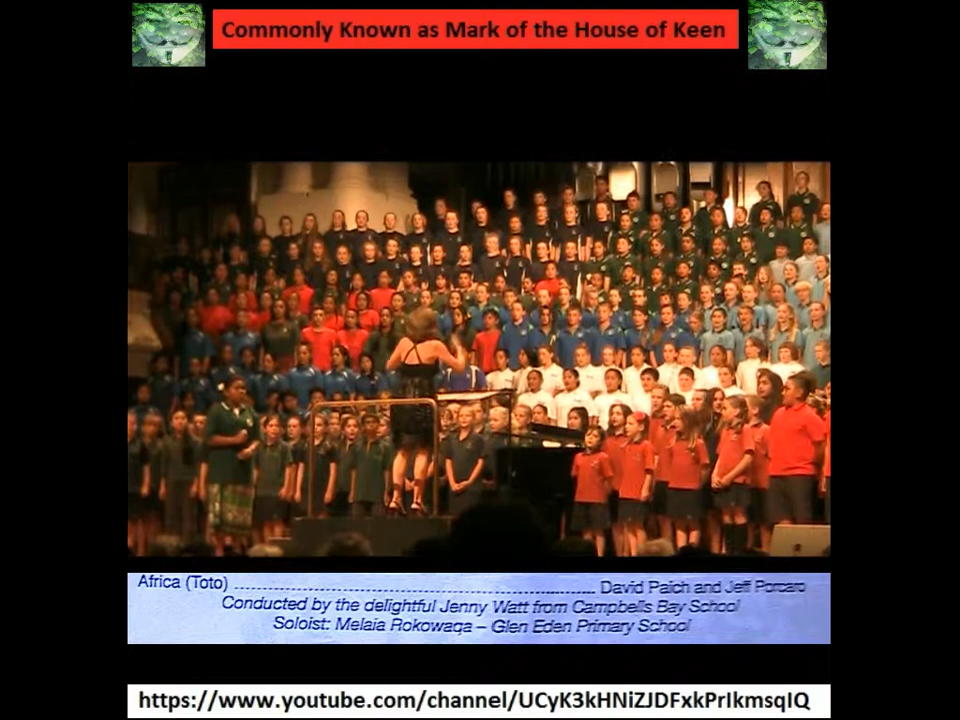 Commonly Known as Mark of the House of Keen
Africa (Toto) ............................................................... David Paich and Jeff Porcaro
Conducted by the delightful Jenny Watt from Campbells Bay School
Soloist: Melaia Rokowaqa – Glen Eden Primary School
https://www.youtube.com/channel/UCyK3kHNiZJDFxkPrIkmsqIQ